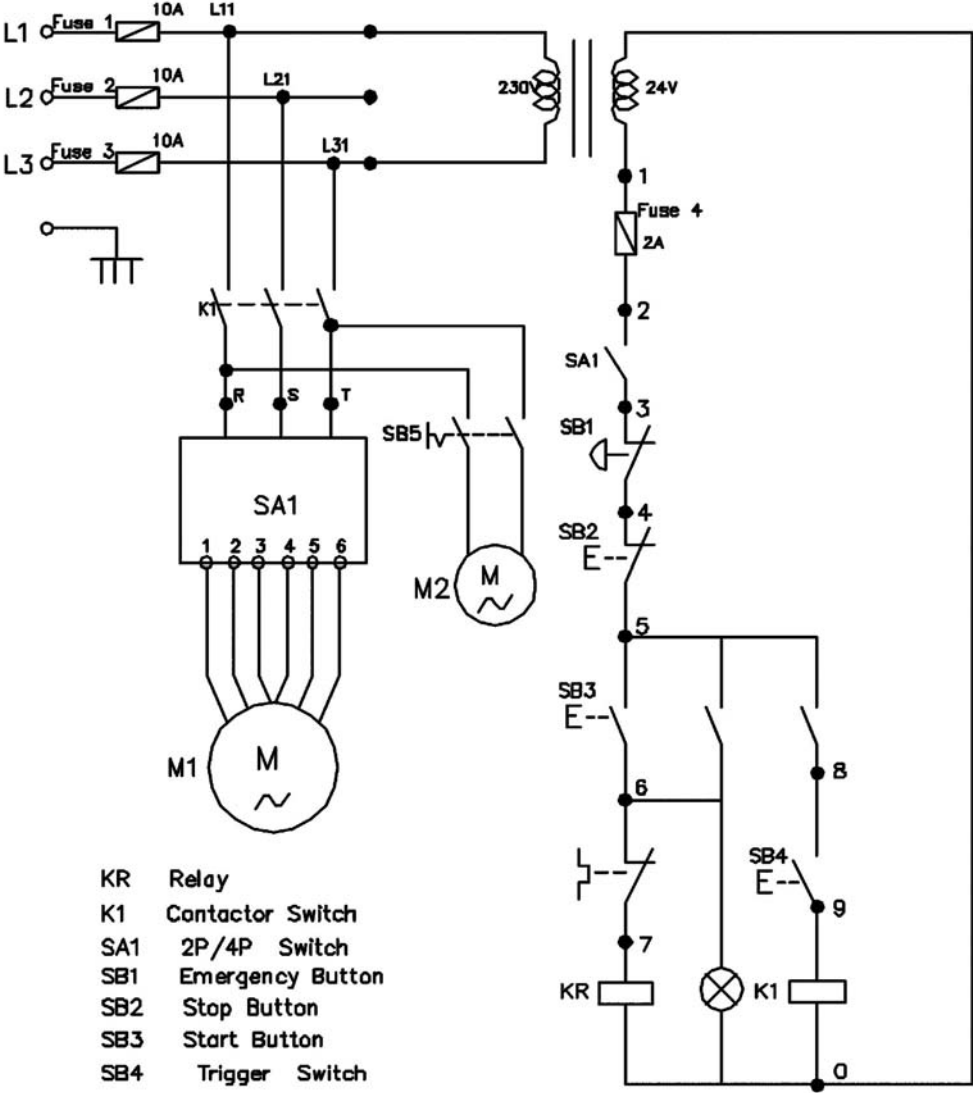 L1 Fuse 1 10A L11
L2 Fuse 2 10A L21
L3 Fuse 3 10A L31
230V 24V
1
Fuse 4
2A
2
K1
SA1
R S T
3
SB5
SB1
SA1
4
SB2
1 2 3 4 5 6
M2 M
5
SB3
M1 M
6
8
SB4
9
7
KR K1
0
KR Relay
K1 Contactor Switch
SA1 2P/4P Switch
SB1 Emergency Button
SB2 Stop Button
SB3 Start Button
SB4 Trigger Switch